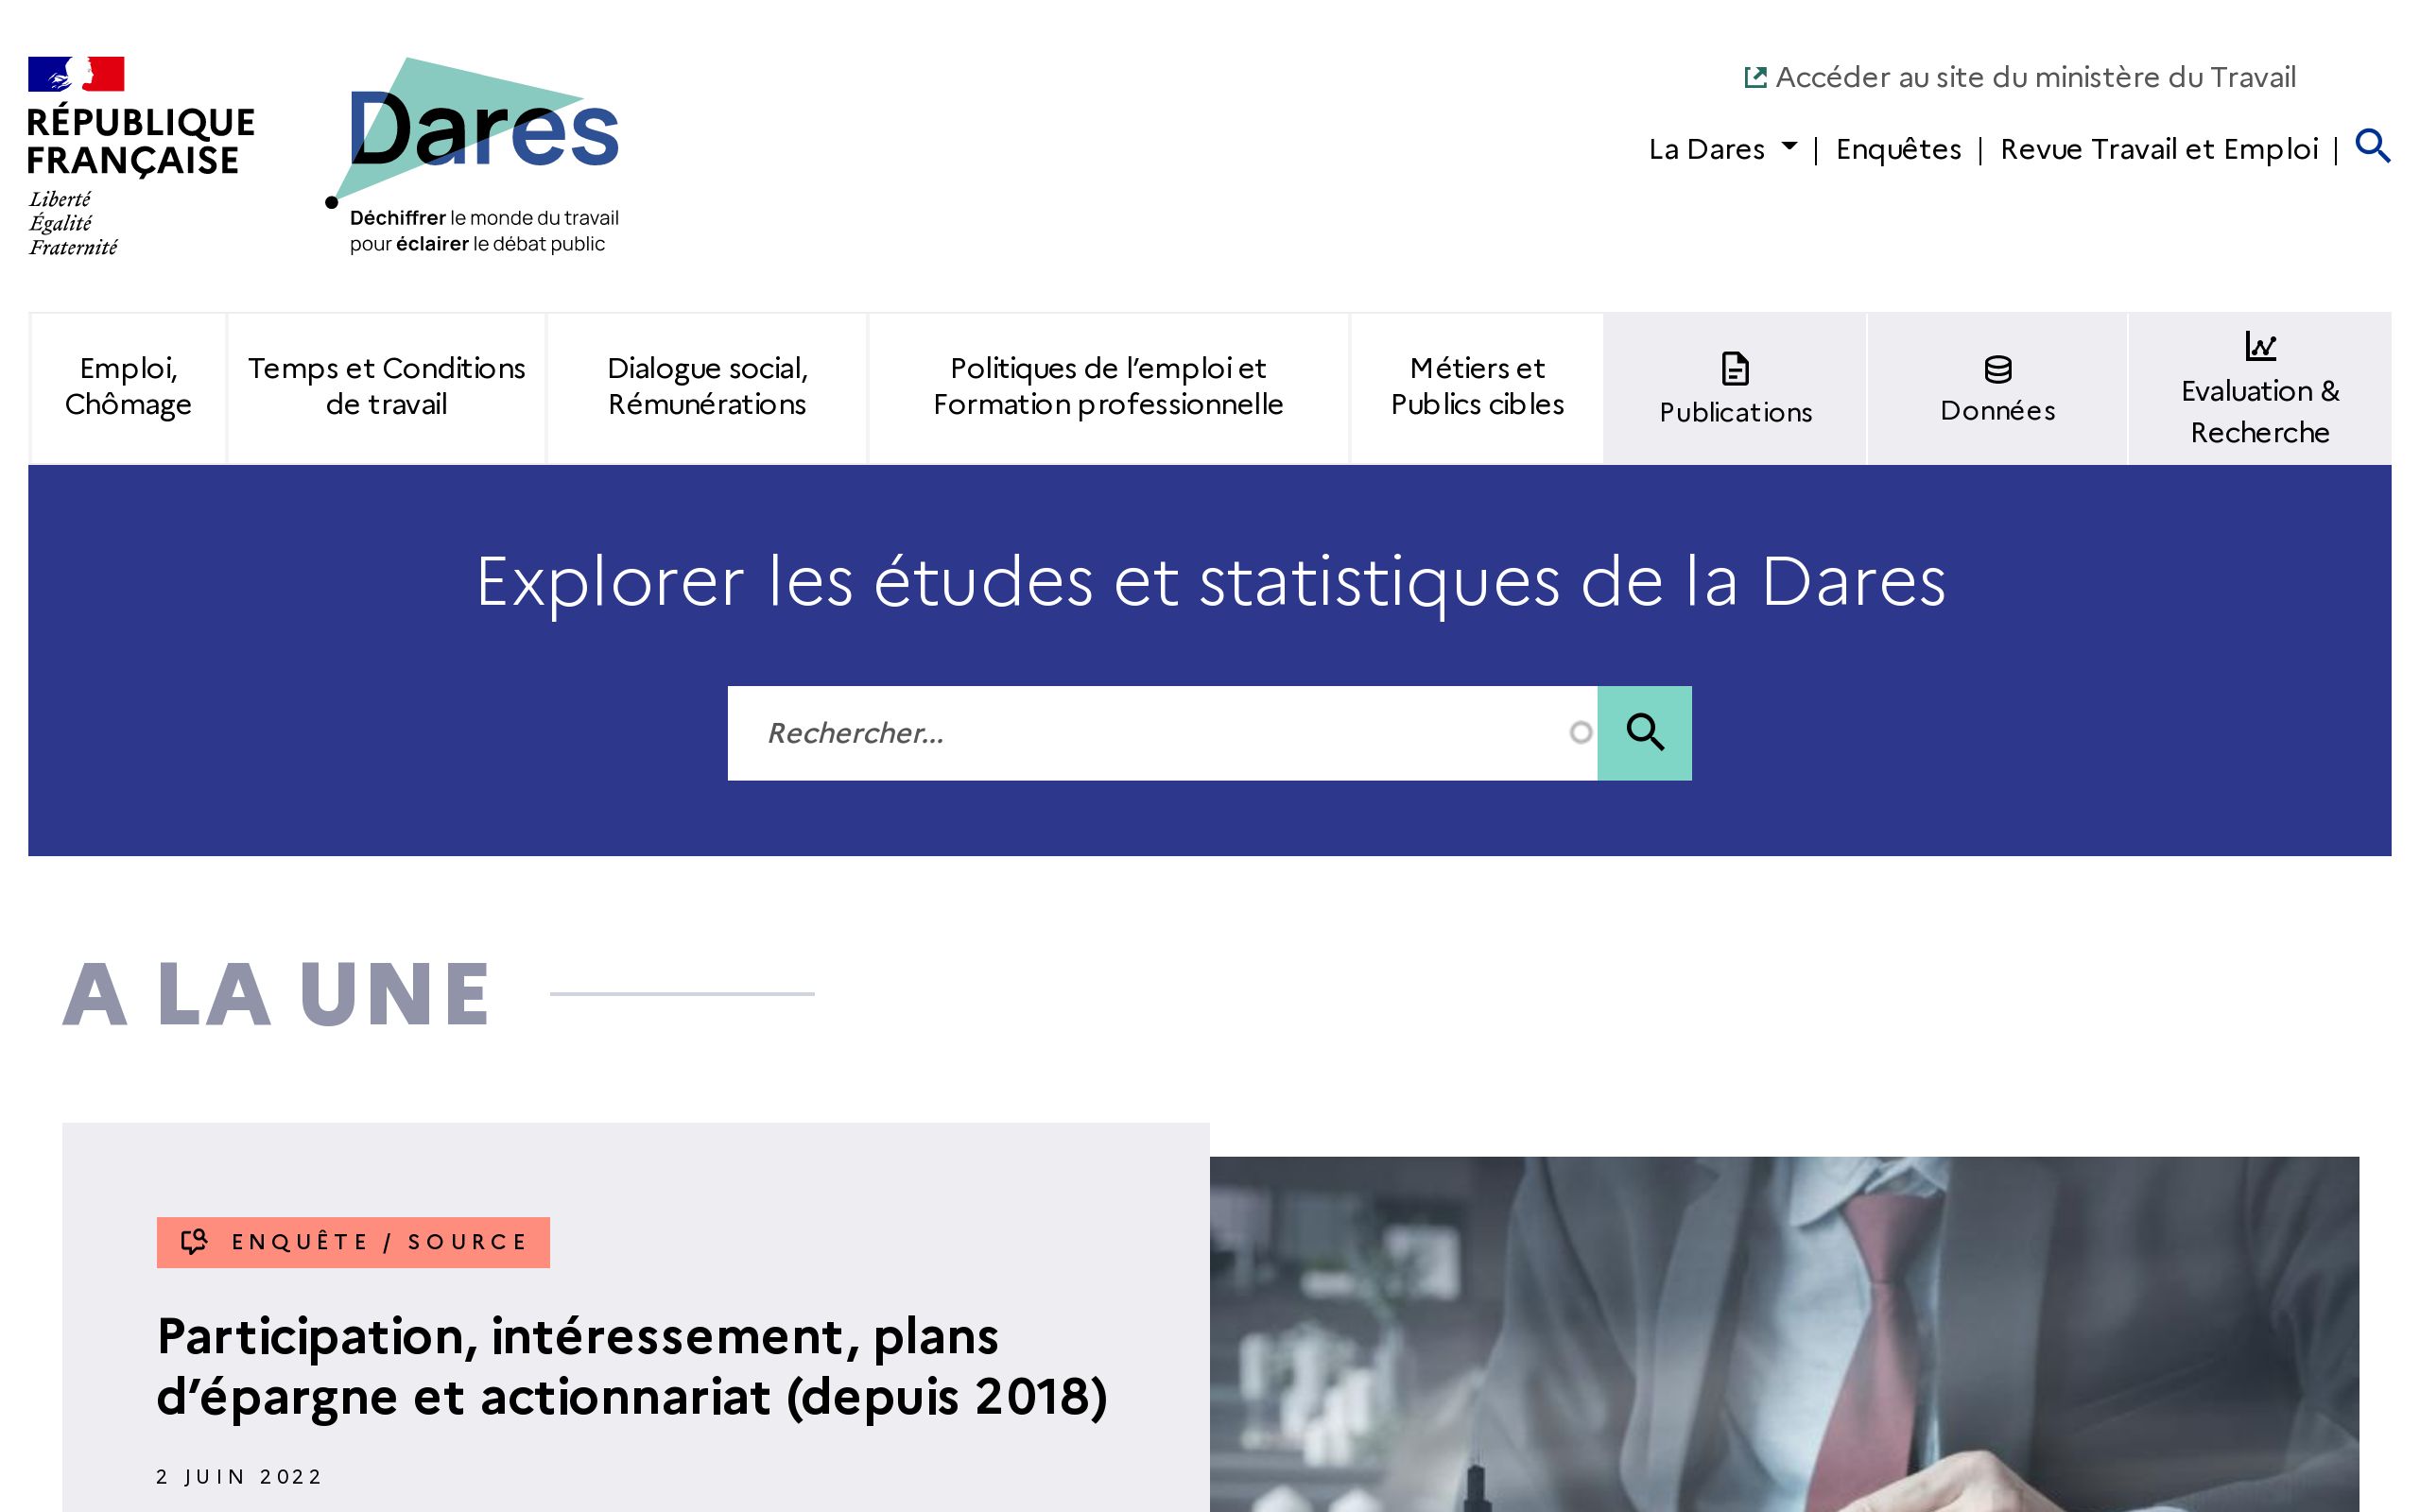 RÉPUBLIQUE
FRANÇAISE
Liberté
Égalité
Fraternité
Dares
Déchiffrer le monde du travail
pour éclairer le débat public
Accéder au site du ministère du Travail
La Dares | Enquêtes | Revue Travail et Emploi |
Emploi,
Chômage
Temps et Conditions
de travail
Dialogue social,
Rémunérations
Politiques de l’emploi et
Formation professionnelle
Métiers et
Publics cibles
Publications
Données
Evaluation &
Recherche
Explorer les études et statistiques de la Dares
Rechercher...
A LA UNE
ENQUÊTE / SOURCE
Participation, intéressement, plans
d’épargne et actionnariat (depuis 2018)
2 JUIN 2022